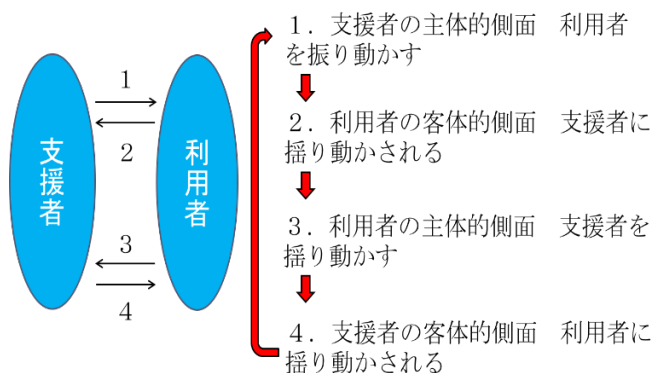 支援者
利用者
1
2
3
4
１．支援者の主体的側面　利用者
を振り動かす
２．利用者の客体的側面　支援者に
揺り動かされる
３．利用者の主体的側面　支援者を
揺り動かす
４．支援者の客体的側面　利用者に
揺り動かされる